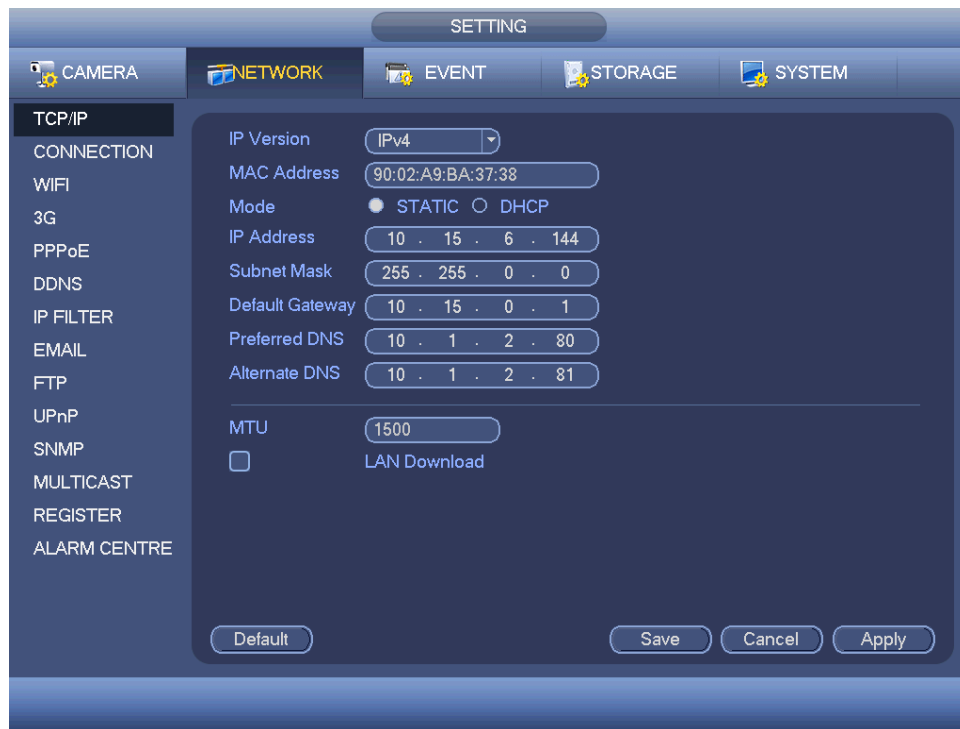 SETTING
CAMERA NETWORK EVENT STORAGE SYSTEM
TCP/IP
CONNECTION
WIFI
3G
PPPoE
DDNS
IP FILTER
EMAIL
FTP
UPnP
SNMP
MULTICAST
REGISTER
ALARM CENTRE
IP Version IPv4
MAC Address 90:02:A9:BA:37:38
Mode STATIC DHCP
IP Address 10 . 15 . 6 . 144
Subnet Mask 255 . 255 . 0 . 0
Default Gateway 10 . 15 . 0 . 1
Preferred DNS 10 . 1 . 2 . 80
Alternate DNS 10 . 1 . 2 . 81
MTU 1500
LAN Download
Default Save Cancel Apply